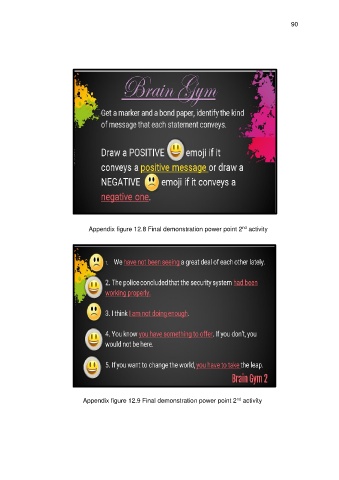 90
Brain Gym
Get a marker and a bond paper, identify the kind
of message that each statement conveys.
Draw a POSITIVE emoji if it
conveys a positive message or draw a
NEGATIVE emoji if it conveys a
negative one.
Appendix figure 12.8 Final demonstration power point 2nd activity
1. We have not been seeing a great deal of each other lately.
2. The police concluded that the security system had been
working properly.
3. I think I am not doing enough.
4. You know you have something to offer. If you don't, you
would not be here.
5. If you want to change the world, you have to take the leap.
Brain Gym 2
Appendix figure 12.9 Final demonstration power point 2nd activity